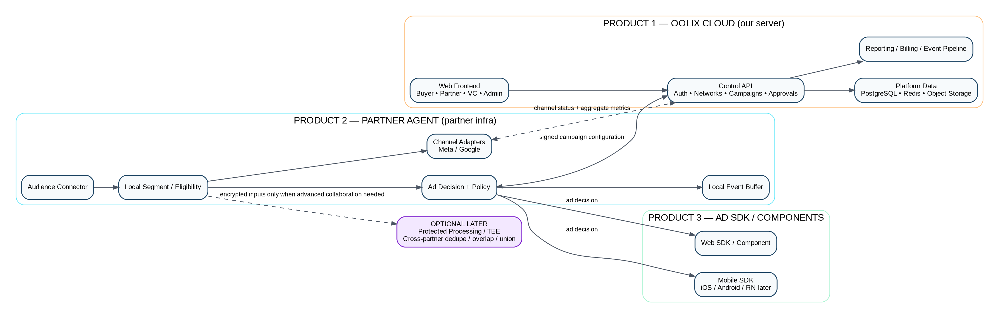 PRODUCT 1 — OOLIX CLOUD (our server)
Reporting / Billing / Event Pipeline
Web Frontend
Buyer • Partner • VC • Admin
Control API
Auth • Networks • Campaigns • Approvals
Platform Data
PostgreSQL • Redis • Object Storage
channel status + aggregate metrics
PRODUCT 2 — PARTNER AGENT (partner infra)
signed campaign configuration
Channel Adapters
Meta / Google
Audience Connector
Local Segment / Eligibility
Ad Decision + Policy
Local Event Buffer
encrypted inputs only when advanced collaboration needed
ad decision
PRODUCT 3 — AD SDK / COMPONENTS
OPTIONAL LATER
Protected Processing / TEE
Cross-partner dedupe / overlap / union
ad decision
Web SDK / Component
Mobile SDK
iOS / Android / RN later